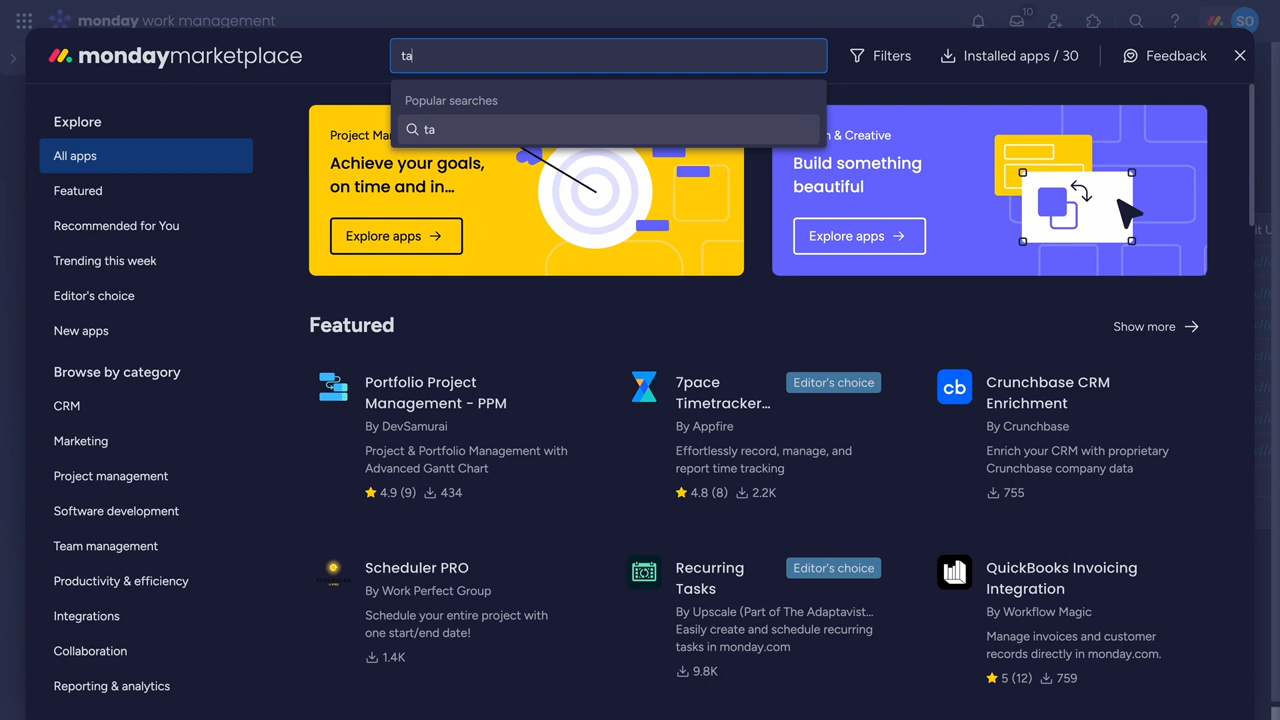 monday work management
10
SO
mondaymarketplace
ta
Filters
Installed apps / 30
Feedback
Popular searches
ta
Explore
All apps
Featured
Recommended for You
Trending this week
Editor's choice
New apps
Browse by category
CRM
Marketing
Project management
Software development
Team management
Productivity & efficiency
Integrations
Collaboration
Reporting & analytics
Achieve your goals,
on time and in...
Explore apps
& Creative
Build something
beautiful
Explore apps
Featured
Show more
Portfolio Project
Management - PPM
By DevSamurai
Project & Portfolio Management with
Advanced Gantt Chart
4.9 (9) 434
7pace
Timetracker...
Editor's choice
By Appfire
Effortlessly record, manage, and
report time tracking
4.8 (8) 2.2K
cb
Crunchbase CRM
Enrichment
By Crunchbase
Enrich your CRM with proprietary
Crunchbase company data
755
Scheduler PRO
By Work Perfect Group
Schedule your entire project with
one start/end date!
1.4K
Recurring
Tasks
Editor's choice
By Upscale (Part of The Adaptavist...
Easily create and schedule recurring
tasks in monday.com
9.8K
QuickBooks Invoicing
Integration
By Workflow Magic
Manage invoices and customer
records directly in monday.com.
5 (12) 759